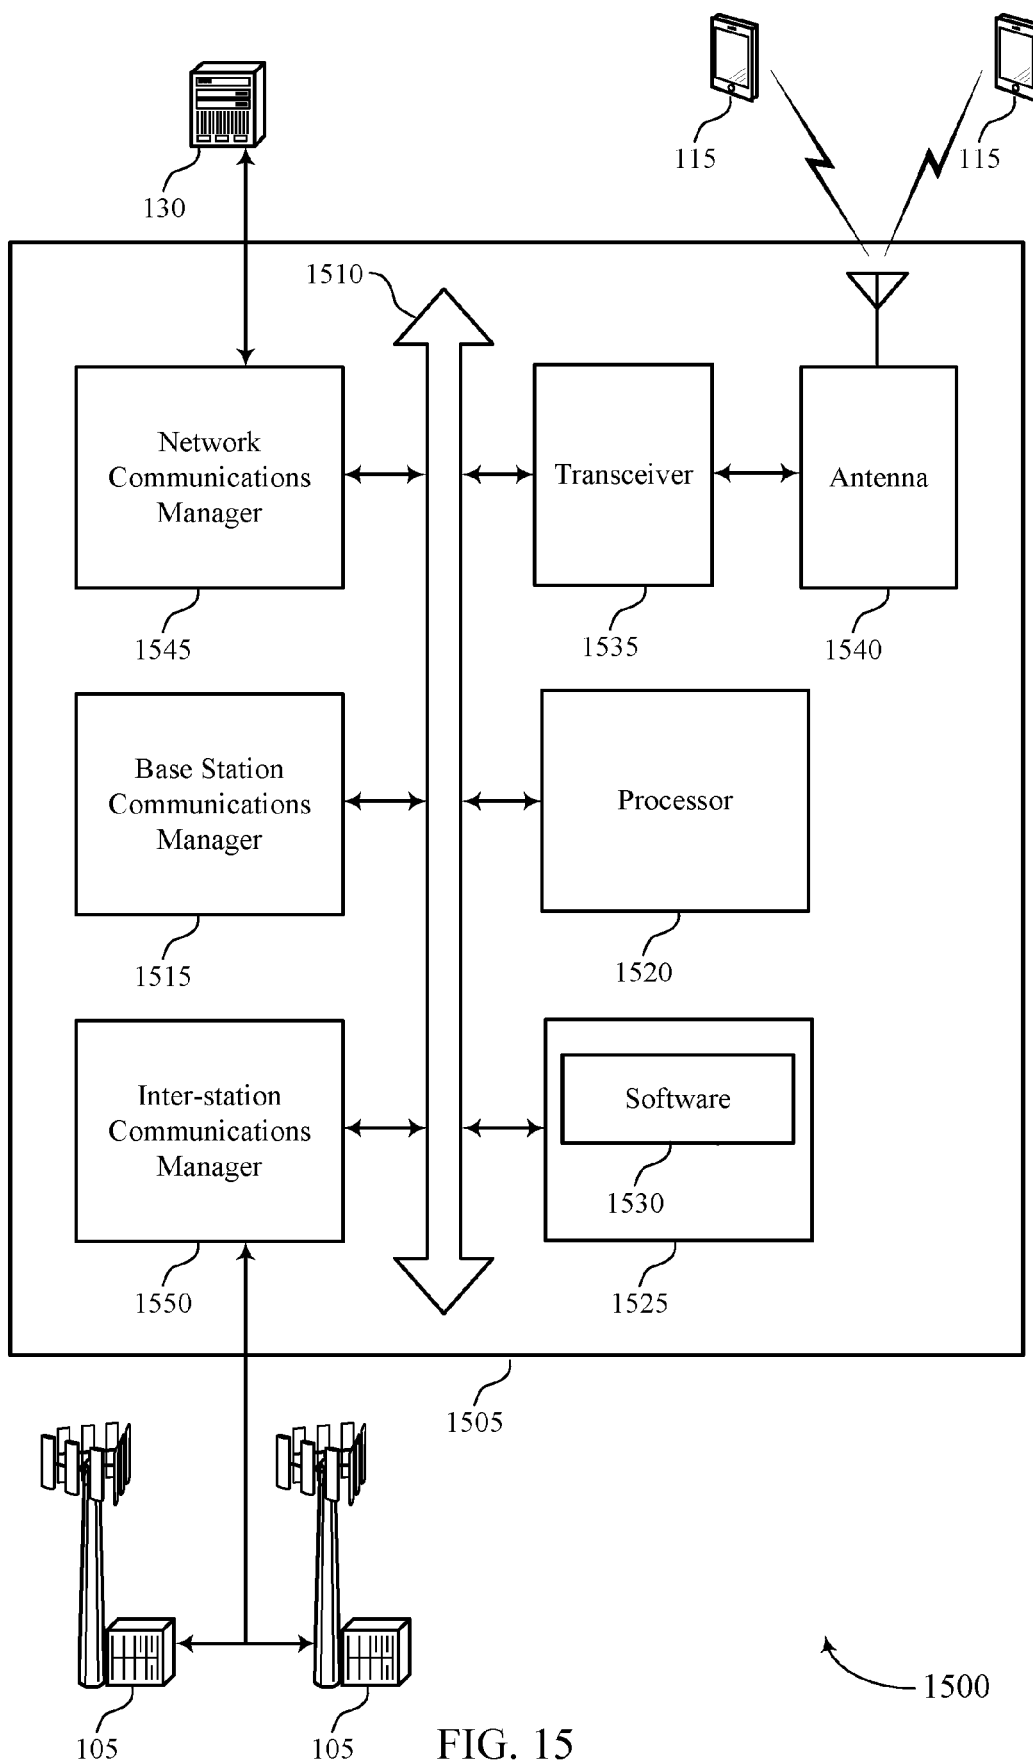 115
115
130
1510
Network
Communications
Manager
Transceiver
Antenna
1545
1535
1540
Base Station
Communications
Manager
Processor
1515
1520
Inter-station
Communications
Manager
Software
1530
1550
1525
1505
1500
105
105
FIG. 15